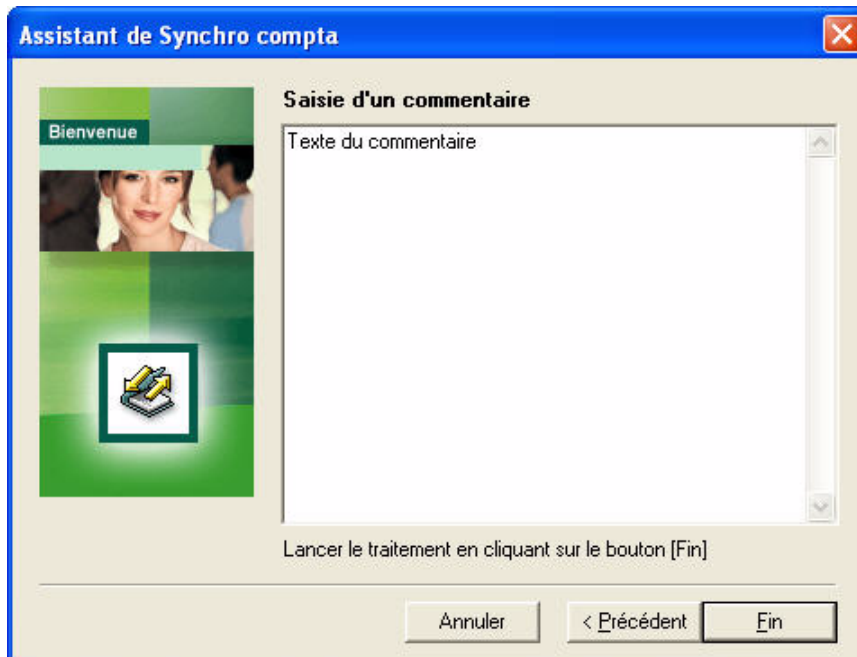 Assistant de Synchro compta
Bienvenue
Saisie d'un commentaire
Texte du commentaire
Lancer le traitement en cliquant sur le bouton [Fin]
Annuler
< Précédent
Fin